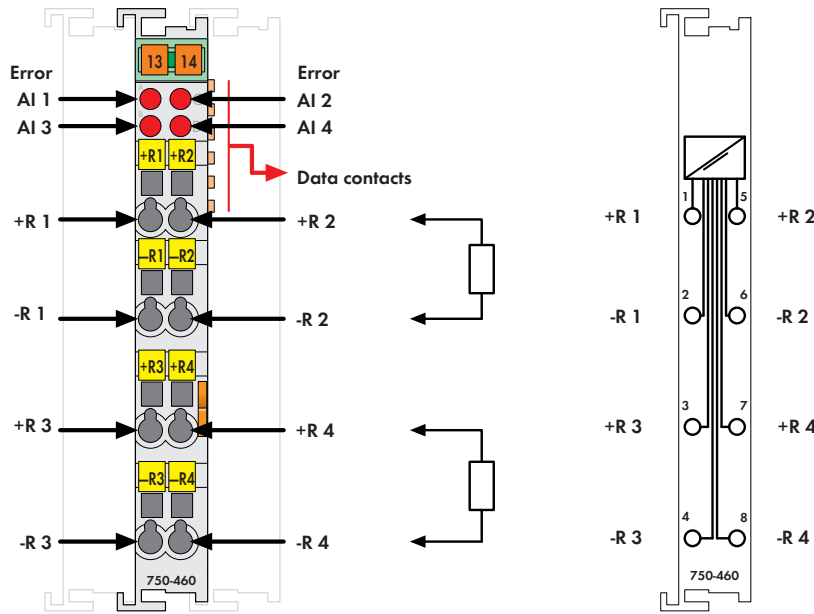 13 14
Error
AI 1
AI 3
Error
AI 2
AI 4
+R1 +R2
Data contacts
+R 1
+R 2
–R1 –R2
-R 1
-R 2
+R3 +R4
+R 3
+R 4
–R3 –R4
-R 3
-R 4
750-460
1
5
+R 1
+R 2
2
6
-R 1
-R 2
3
7
+R 3
+R 4
4
8
-R 3
-R 4
750-460